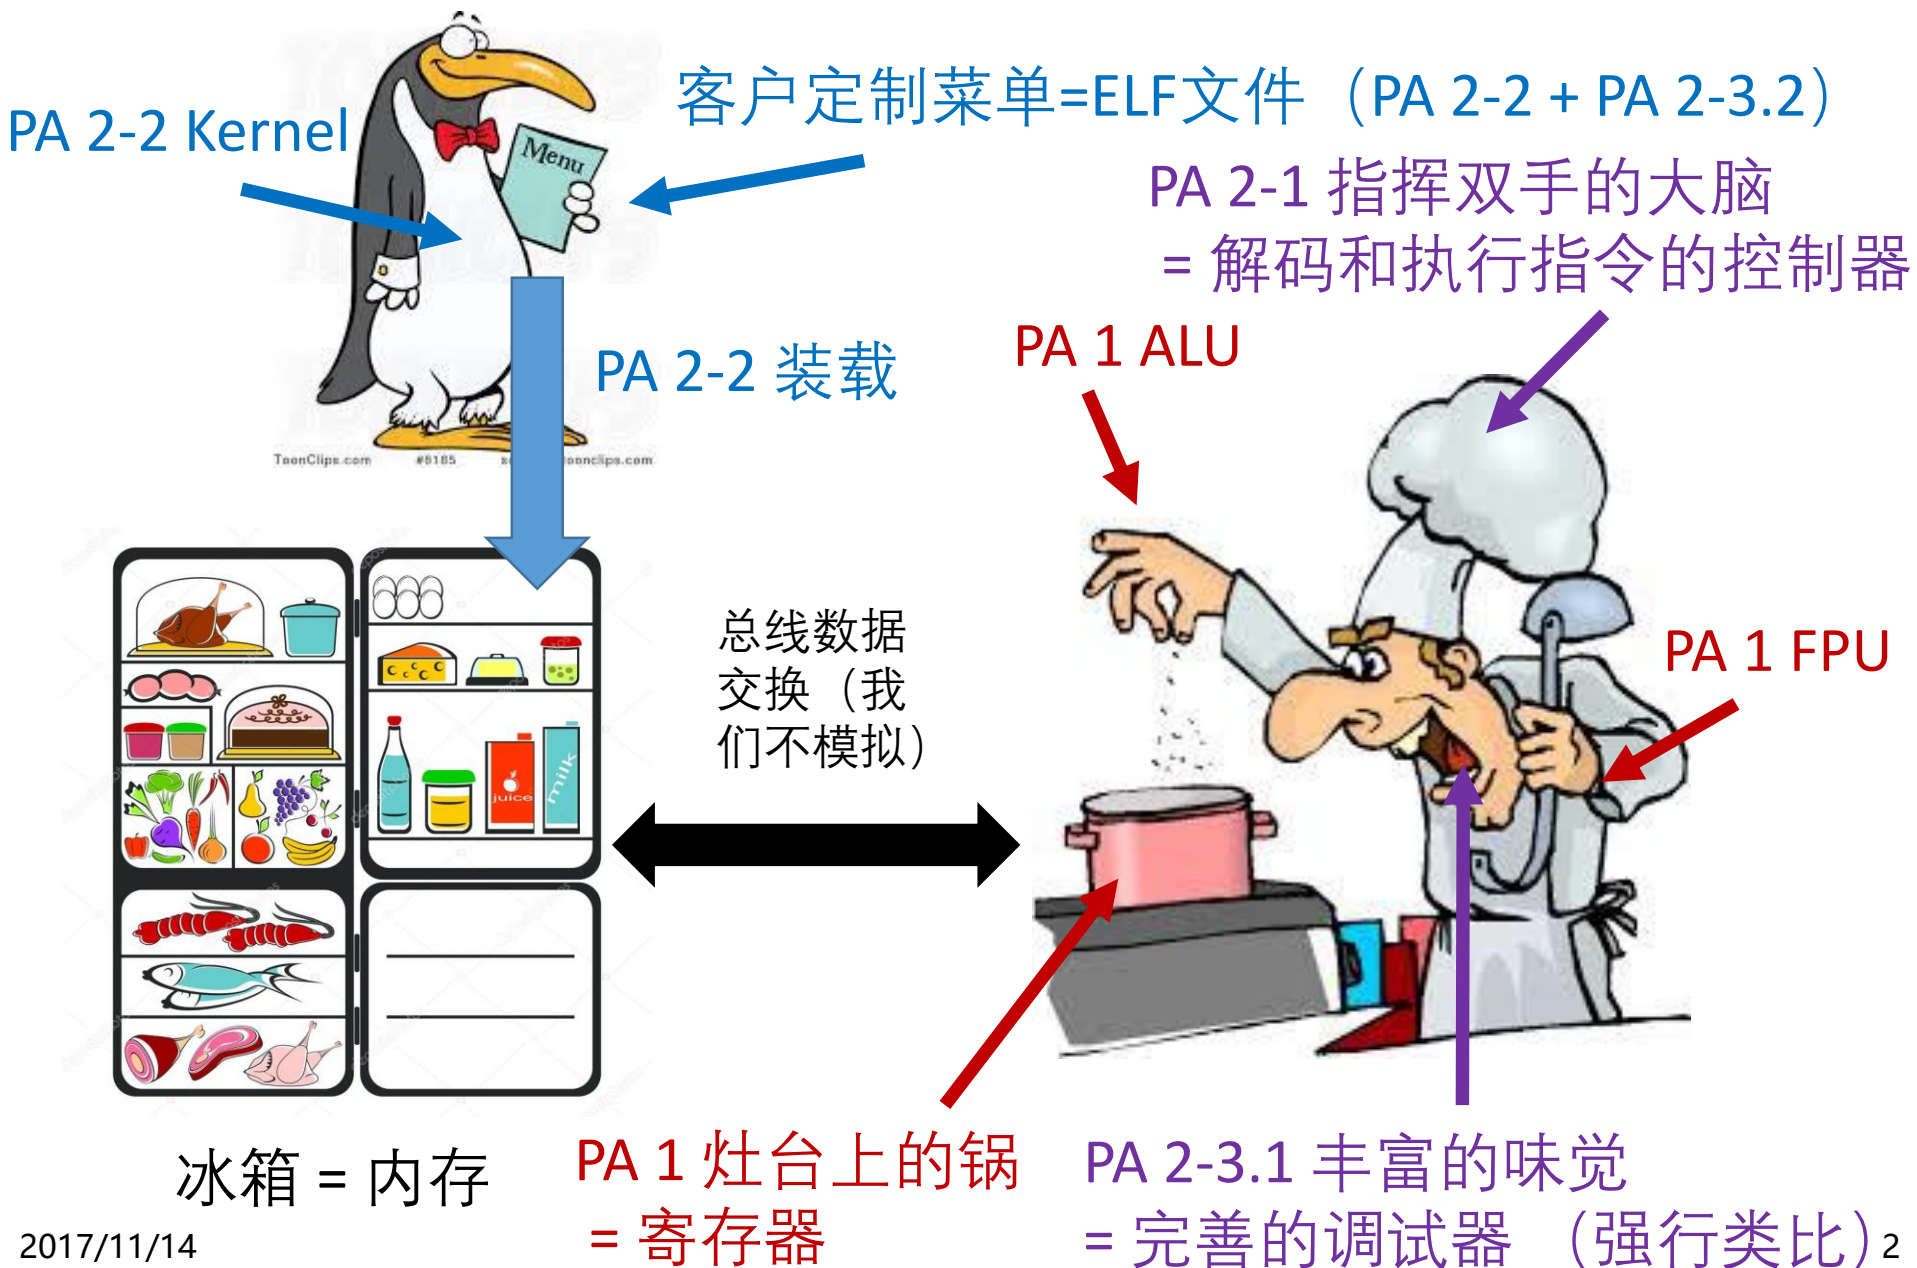 客户定制菜单=ELF文件（PA 2-2 + PA 2-3.2）
PA 2-2 Kernel
Menu
PA 2-1 指挥双手的大脑
= 解码和执行指令的控制器
PA 1 ALU
PA 2-2 装载
ToonClips.com #6185
toonclips.com
总线数据
交换（我
们不模拟）
PA 1 FPU
juice
milk
冰箱 = 内存
PA 1 灶台上的锅
= 寄存器
PA 2-3.1 丰富的味觉
= 完善的调试器 （强行类比）
2017/11/14
2